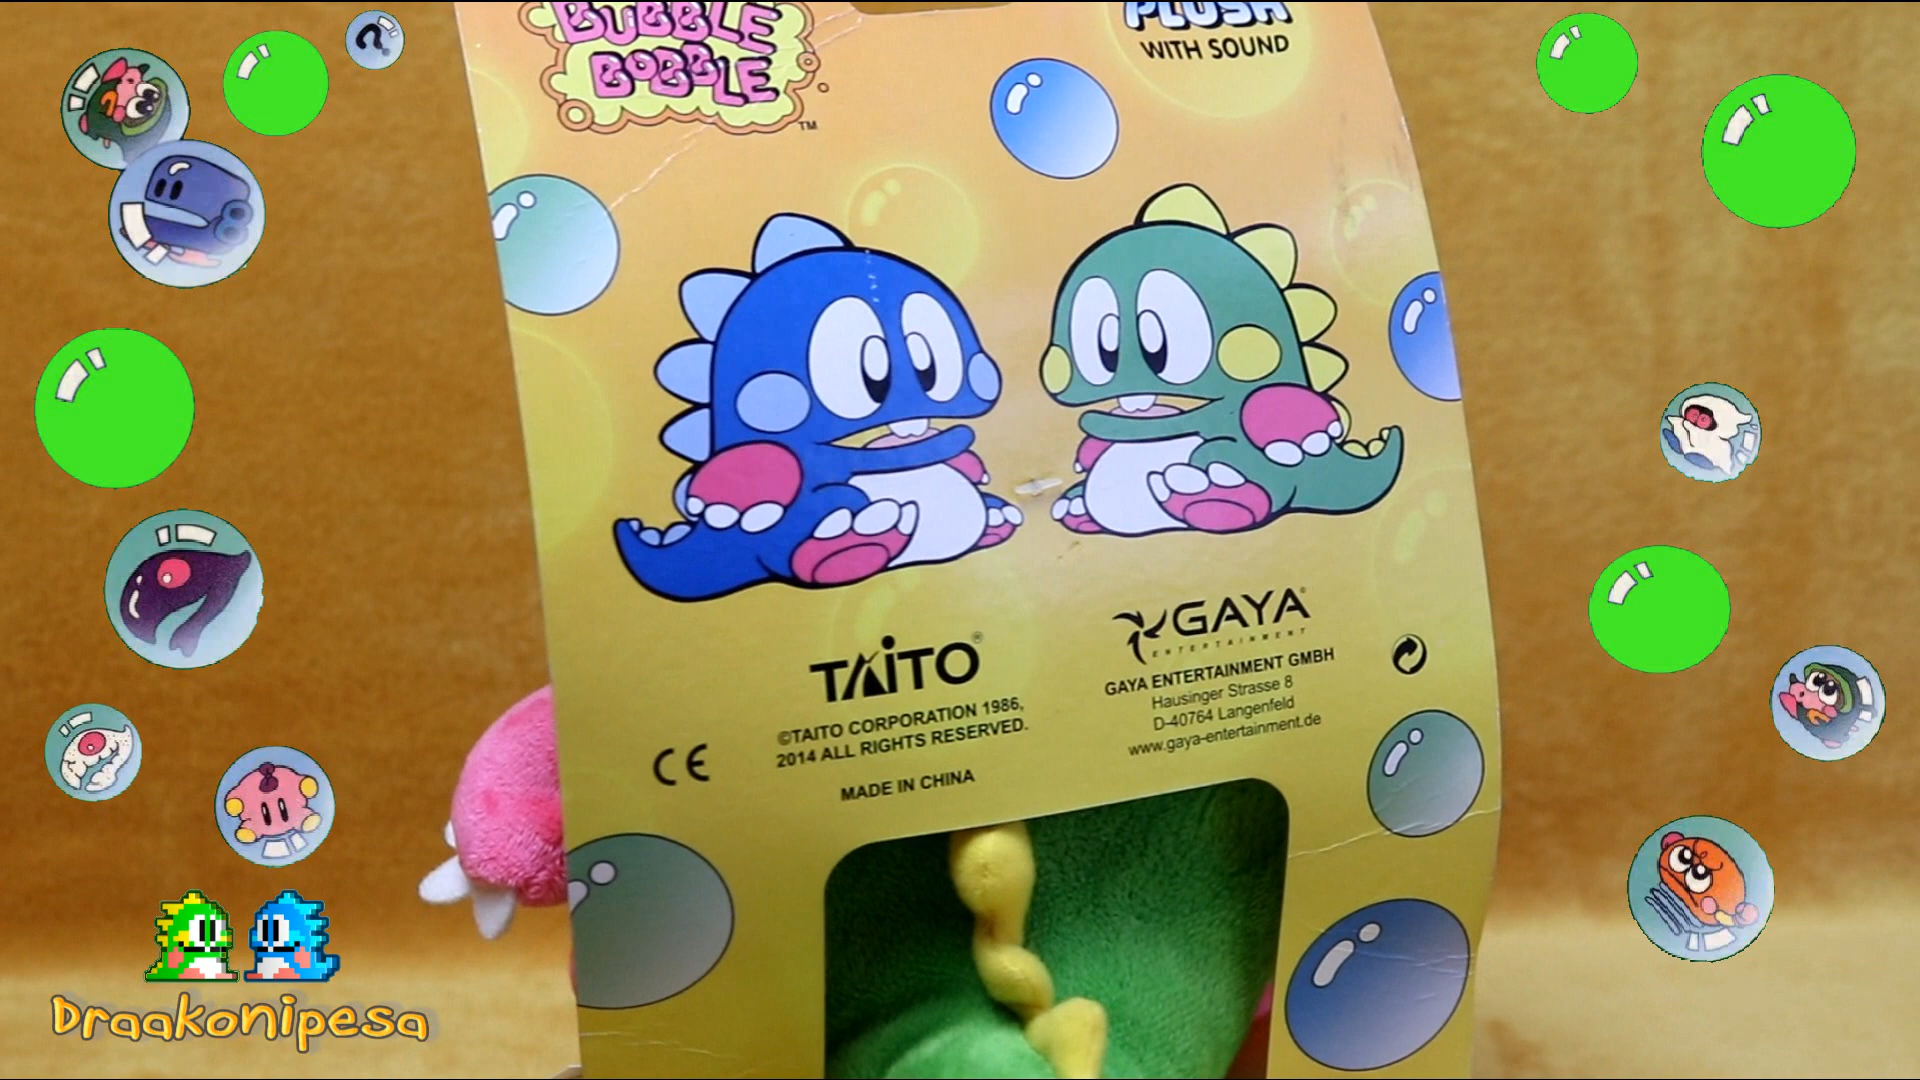 BUBBLE
BOBBLE
TM
PLUSH
WITH SOUND
?
TAITO®
©TAITO CORPORATION 1986,
2014 ALL RIGHTS RESERVED.
MADE IN CHINA
CE
GAYA®
ENTERTAINMENT
GAYA ENTERTAINMENT GMBH
Hausinger Strasse 8
D-40764 Langenfeld
www.gaya-entertainment.de
Draakonipesa